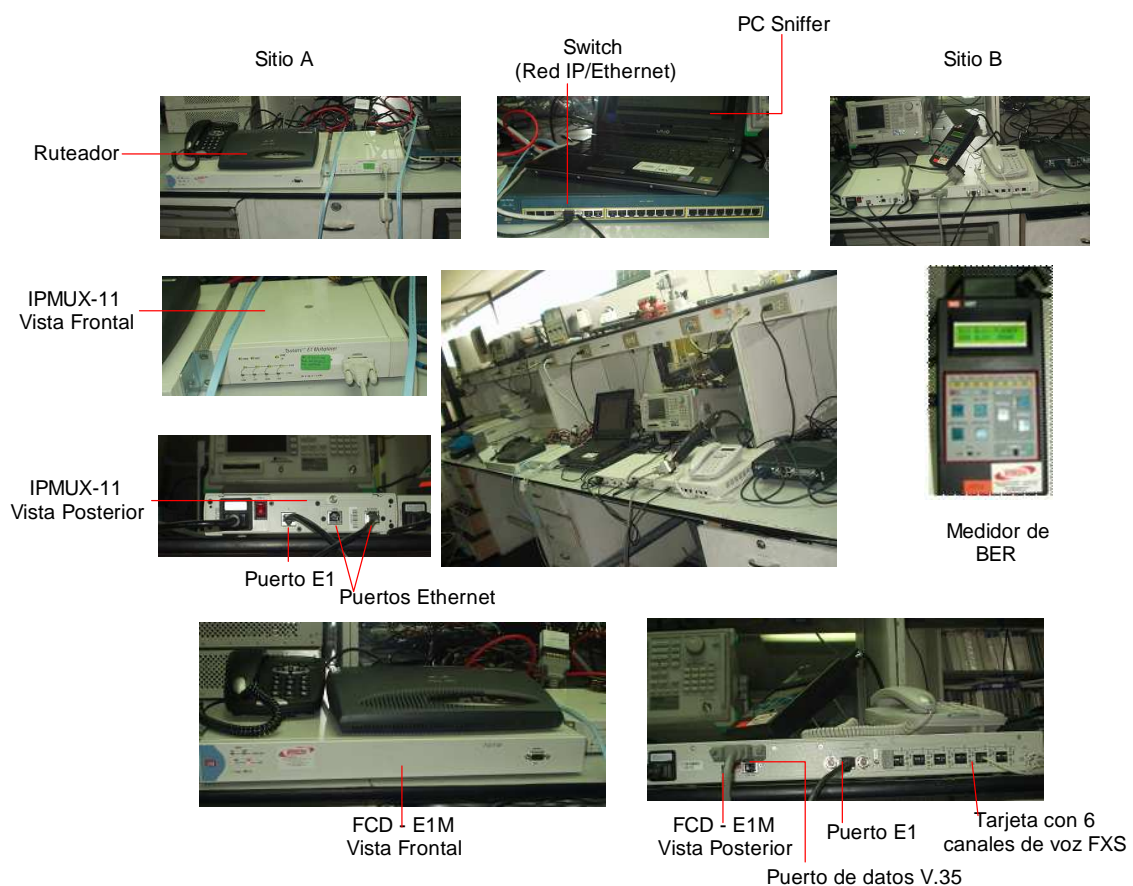 PC Sniffer
Switch
(Red IP/Ethernet)
Sitio A
Sitio B
Ruteador
IPMUX-11
Vista Frontal
IPMUX-11
Vista Posterior
Medidor de
BER
Puerto E1
Puertos Ethernet
FCD - E1M
Vista Frontal
FCD - E1M
Vista Posterior
Puerto E1
Tarjeta con 6
canales de voz FXS
Puerto de datos V.35